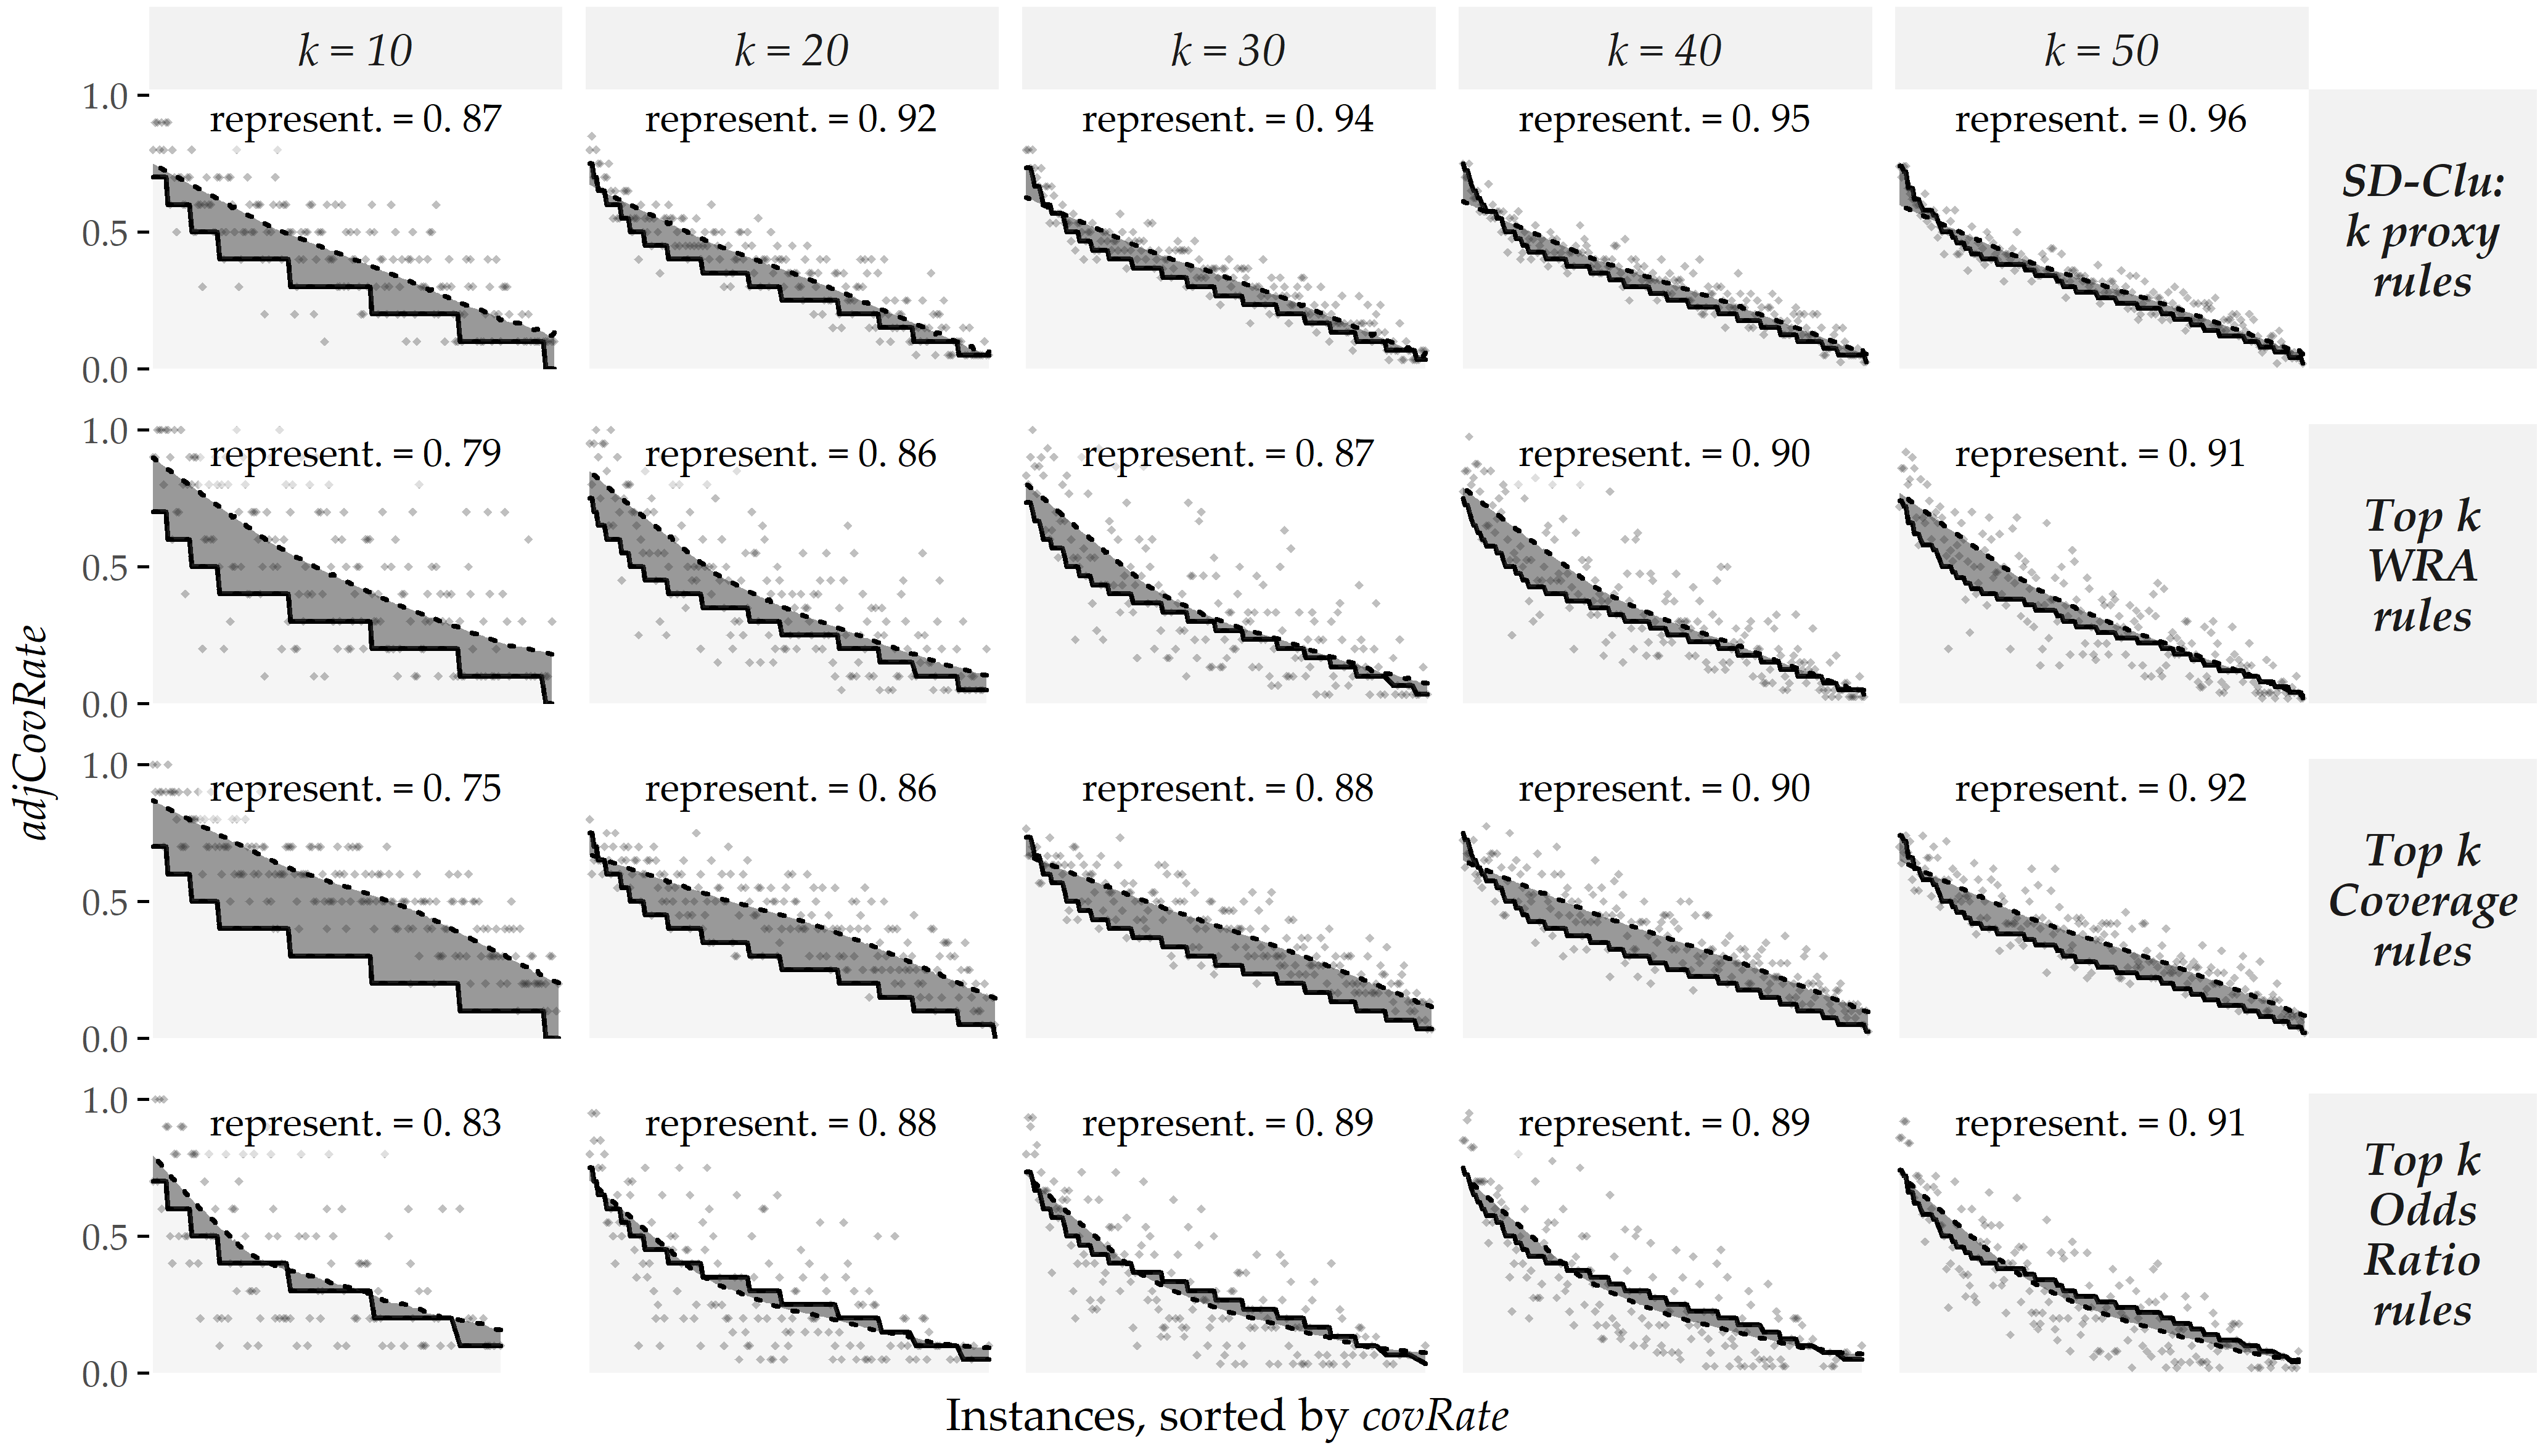 k = 10
k = 20
k = 30
k = 40
k = 50
1.0
represent. = 0. 87
represent. = 0. 92
represent. = 0. 94
represent. = 0. 95
represent. = 0. 96
0.5
0.0
SD-Clu:
k proxy
rules
1.0
represent. = 0. 79
represent. = 0. 86
represent. = 0. 87
represent. = 0. 90
represent. = 0. 91
0.5
0.0
Top k
WRA
rules
adjCovRate
1.0
represent. = 0. 75
represent. = 0. 86
represent. = 0. 88
represent. = 0. 90
represent. = 0. 92
0.5
0.0
Top k
Coverage
rules
1.0
represent. = 0. 83
represent. = 0. 88
represent. = 0. 89
represent. = 0. 89
represent. = 0. 91
0.5
0.0
Top k
Odds
Ratio
rules
Instances, sorted by covRate